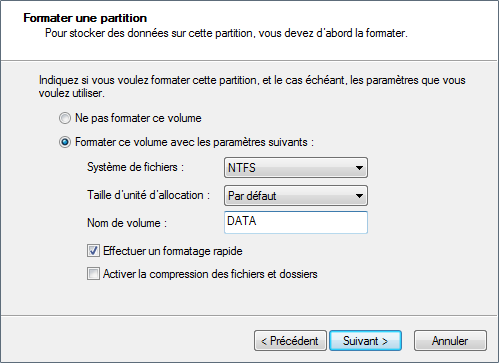 Formater une partition
Pour stocker des données sur cette partition, vous devez d'abord la formater.
Indiquez si vous voulez formater cette partition, et le cas échéant, les paramètres que vous
voulez utiliser.
Ne pas formater ce volume
Formater ce volume avec les paramètres suivants :
Système de fichiers : NTFS
Taille d'unité d'allocation : Par défaut
Nom de volume : DATA
Effectuer un formatage rapide
Activer la compression des fichiers et dossiers
< Précédent Suivant > Annuler